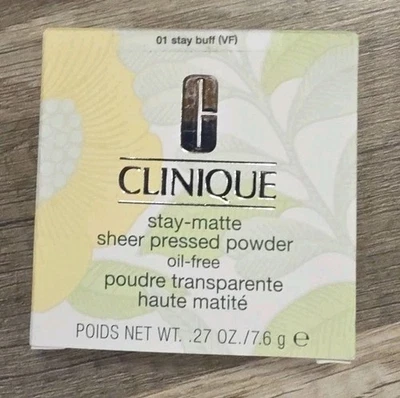 01 stay buff (VF)
C
CLINIQUE
stay-matte
sheer pressed powder
oil-free
poudre transparente
haute matité
POIDS NET WT. .27 OZ./7.6 g ℮